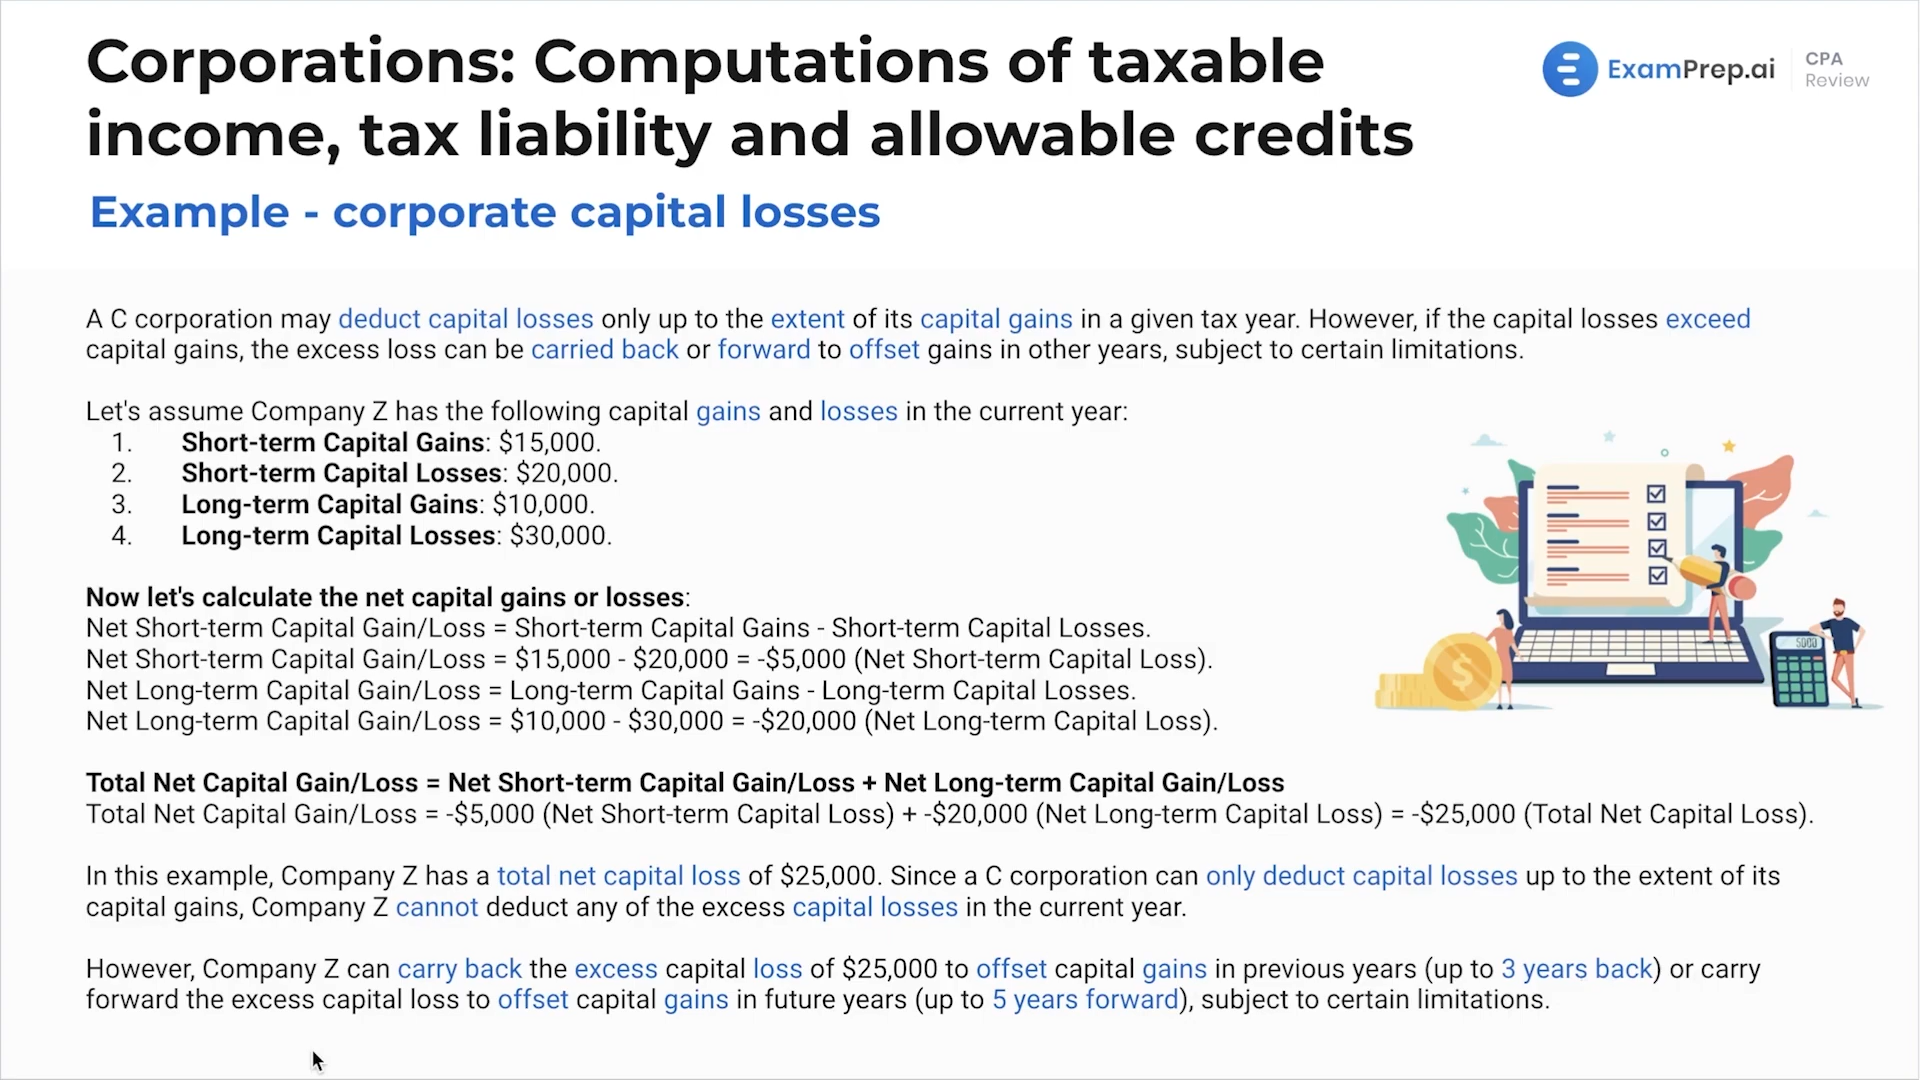 Corporations: Computations of taxable
income, tax liability and allowable credits
ExamPrep.ai
CPA
Review
Example - corporate capital losses
A C corporation may deduct capital losses only up to the extent of its capital gains in a given tax year. However, if the capital losses exceed
capital gains, the excess loss can be carried back or forward to offset gains in other years, subject to certain limitations.
Let's assume Company Z has the following capital gains and losses in the current year:
1. Short-term Capital Gains: $15,000.
2. Short-term Capital Losses: $20,000.
3. Long-term Capital Gains: $10,000.
4. Long-term Capital Losses: $30,000.
Now let's calculate the net capital gains or losses:
Net Short-term Capital Gain/Loss = Short-term Capital Gains - Short-term Capital Losses.
Net Short-term Capital Gain/Loss = $15,000 - $20,000 = -$5,000 (Net Short-term Capital Loss).
Net Long-term Capital Gain/Loss = Long-term Capital Gains - Long-term Capital Losses.
Net Long-term Capital Gain/Loss = $10,000 - $30,000 = -$20,000 (Net Long-term Capital Loss).
$
5000
Total Net Capital Gain/Loss = Net Short-term Capital Gain/Loss + Net Long-term Capital Gain/Loss
Total Net Capital Gain/Loss = -$5,000 (Net Short-term Capital Loss) + -$20,000 (Net Long-term Capital Loss) = -$25,000 (Total Net Capital Loss).
In this example, Company Z has a total net capital loss of $25,000. Since a C corporation can only deduct capital losses up to the extent of its
capital gains, Company Z cannot deduct any of the excess capital losses in the current year.
However, Company Z can carry back the excess capital loss of $25,000 to offset capital gains in previous years (up to 3 years back) or carry
forward the excess capital loss to offset capital gains in future years (up to 5 years forward), subject to certain limitations.